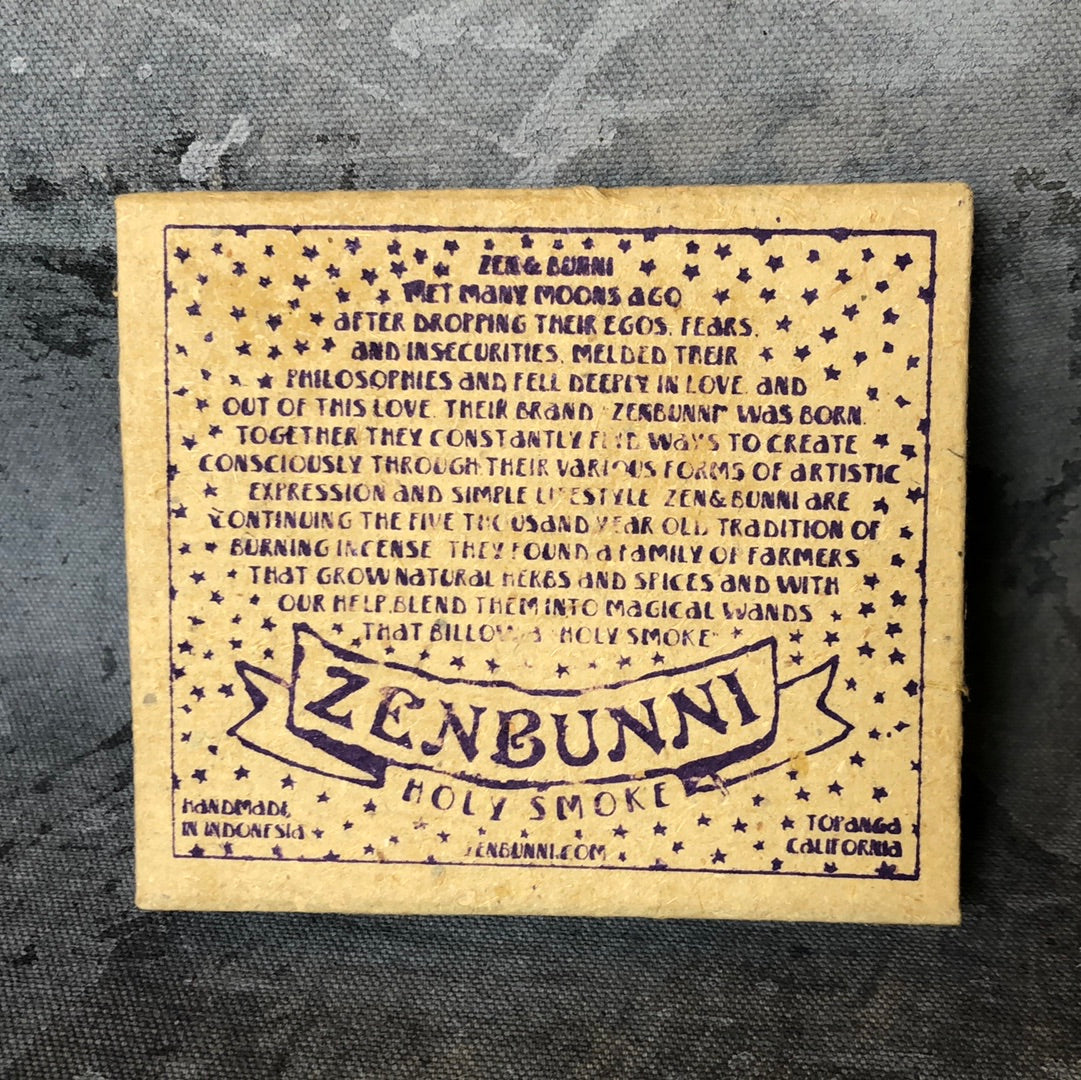 ZEN & BUNNI
MET MANY MOONS AGO
AFTER DROPPING THEIR EGOS, FEARS,
AND INSECURITIES, MELDED THEIR
PHILOSOPHIES AND FELL DEEPLY IN LOVE, AND
OUT OF THIS LOVE, THEIR BRAND "ZENBUNNI" WAS BORN.
TOGETHER THEY CONSTANTLY WAYS TO CREATE
CONSCIOUSLY THROUGH THEIR VARIOUS FORMS OF ARTISTIC
EXPRESSION AND SIMPLE LIFESTYLE. ZEN & BUNNI ARE
CONTINUING THE FIVE THOUSAND YEAR OLD TRADITION OF
BURNING INCENSE. THEY FOUND A FAMILY OF FARMERS
THAT GROW NATURAL HERBS AND SPICES AND WITH
OUR HELP, BLEND THEM INTO MAGICAL WANDS
THAT BILLOW A "HOLY SMOKE"
ZENBUNNI
HOLY SMOKE
HANDMADE
IN INDONESIA
ZENBUNNI.COM
TOPANGA
CALIFORNIA